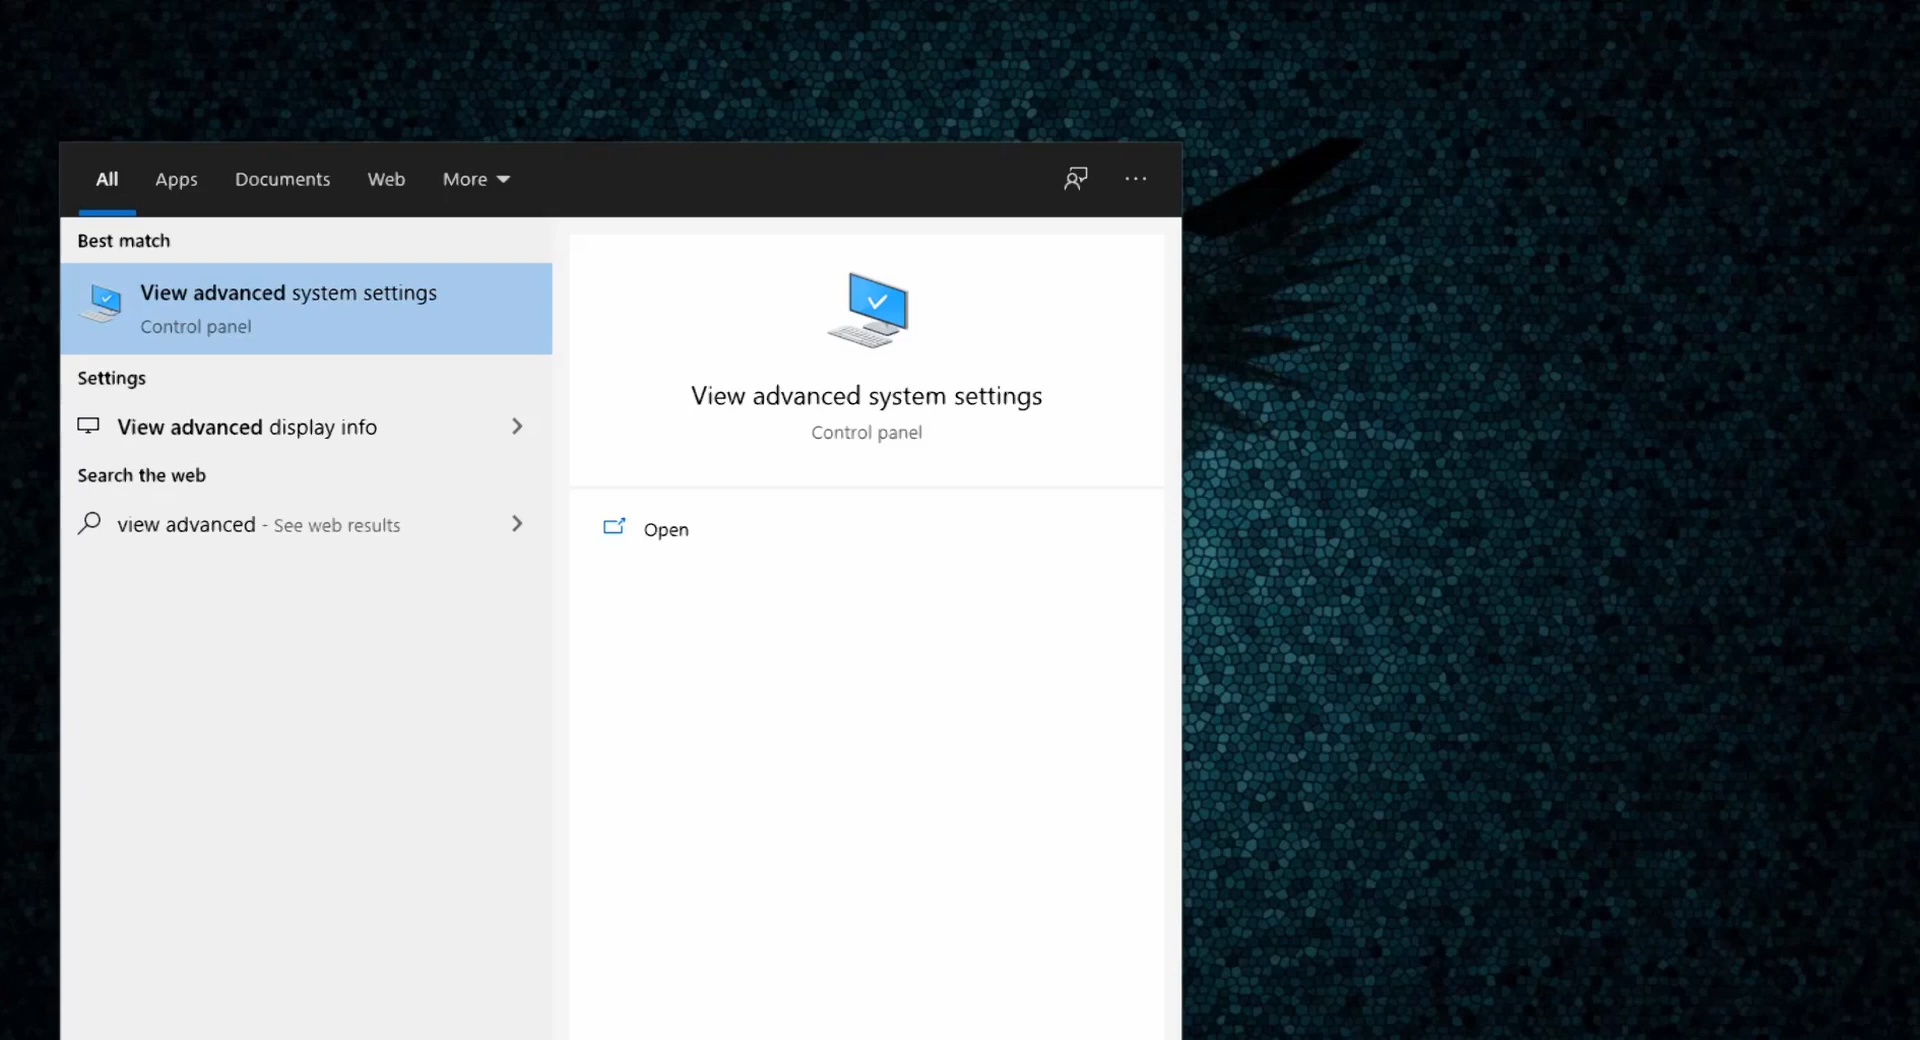 All Apps Documents Web More
Best match
View advanced system settings
Control panel
Settings
View advanced display info
Search the web
view advanced - See web results
View advanced system settings
Control panel
Open